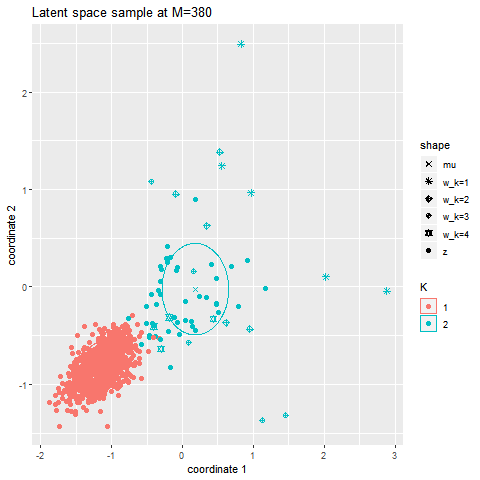 Latent space sample at M=380
coordinate 2
2
1
0
-1
-2
-1
0
1
2
3
coordinate 1
shape
mu
w_k=1
w_k=2
w_k=3
w_k=4
z
K
1
2